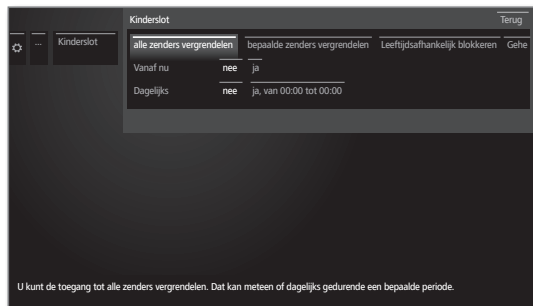 Kinderslot Terug
... Kinderslot alle zenders vergrendelen bepaalde zenders vergrendelen Leeftijdsafhankelijk blokkeren Gehe
Vanaf nu nee ja
Dagelijks nee ja, van 00:00 tot 00:00
U kunt de toegang tot alle zenders vergrendelen. Dat kan meteen of dagelijks gedurende een bepaalde periode.